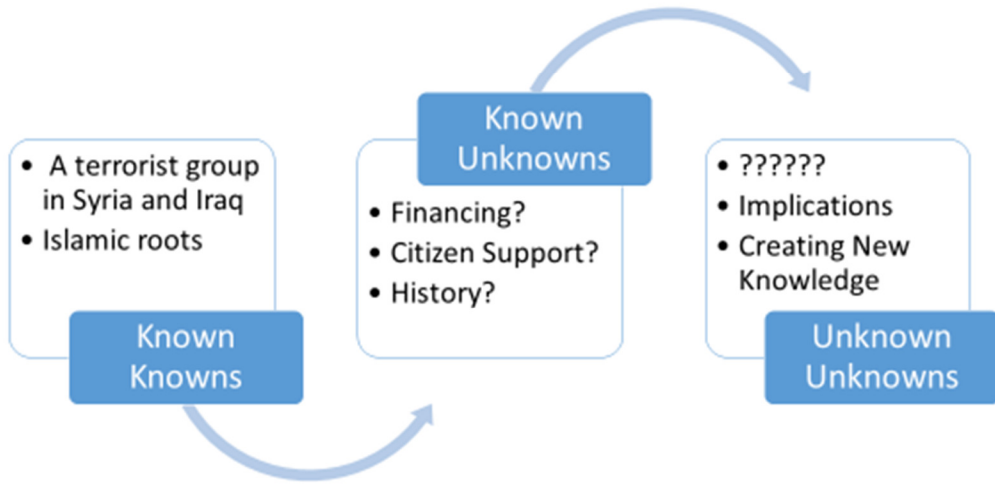 • A terrorist group
in Syria and Iraq
• Islamic roots
Known
Knowns
Known
Unknowns
• Financing?
• Citizen Support?
• History?
• ??????
• Implications
• Creating New
Knowledge
Unknown
Unknowns